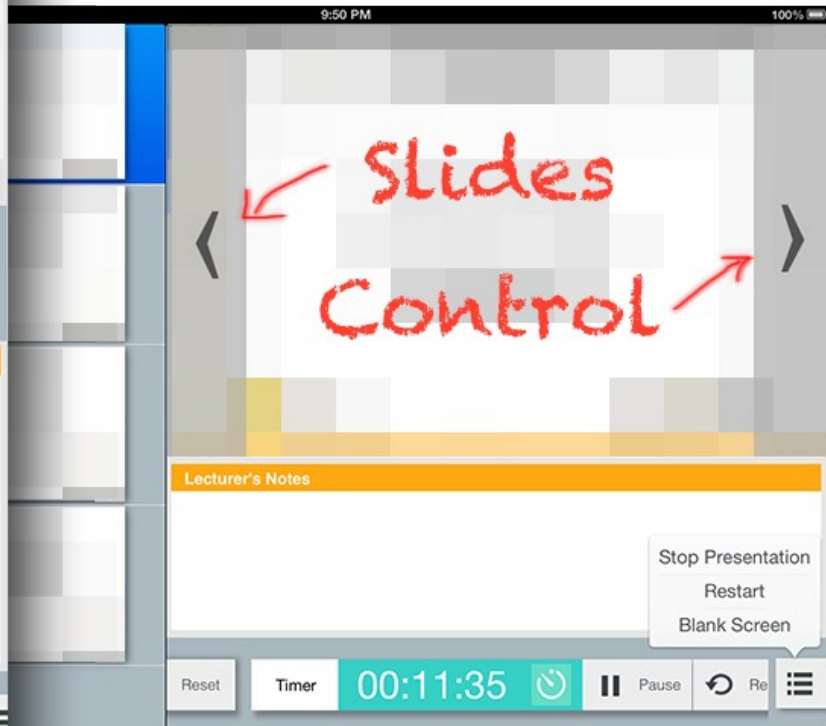 9:50 PM
100%
Slides
Control
Lecturer's Notes
Stop Presentation
Restart
Blank Screen
Reset
Timer
00:11:35
Pause
Re